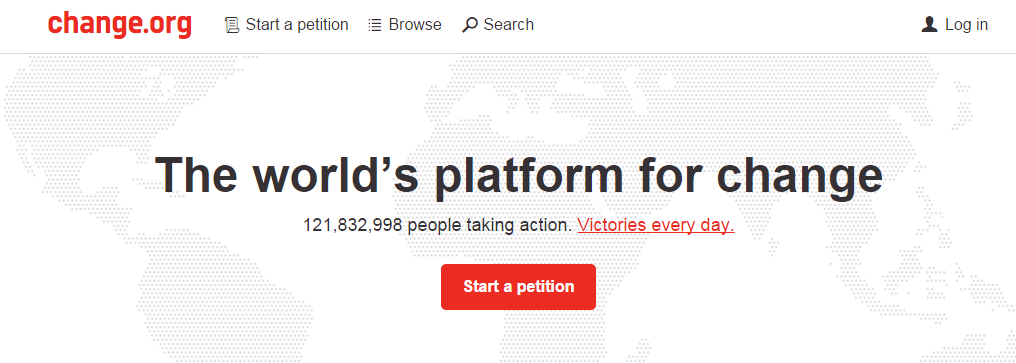 change.org Start a petition Browse Search Log in
The world’s platform for change
121,832,998 people taking action. Victories every day.
Start a petition